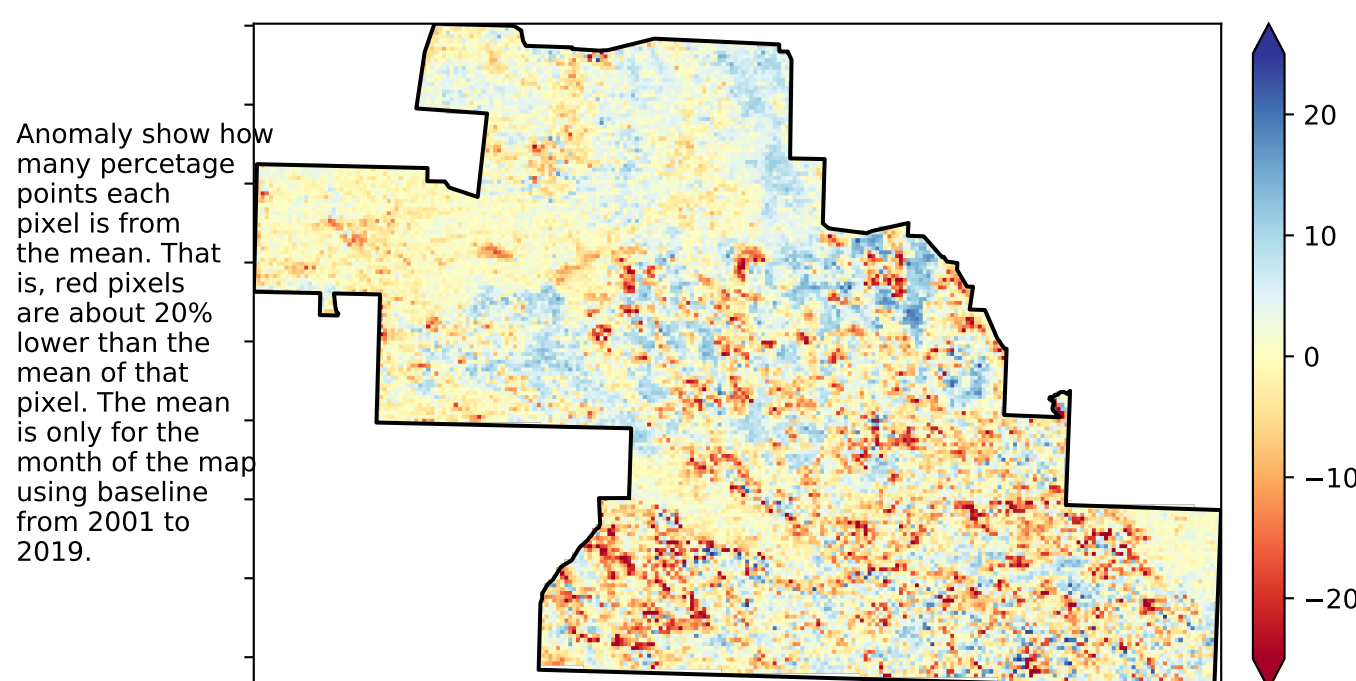 Anomaly show how
many percetage
points each
pixel is from
the mean. That
is, red pixels
are about 20%
lower than the
mean of that
pixel. The mean
is only for the
month of the map
using baseline
from 2001 to
2019.
20
10
0
−10
−20